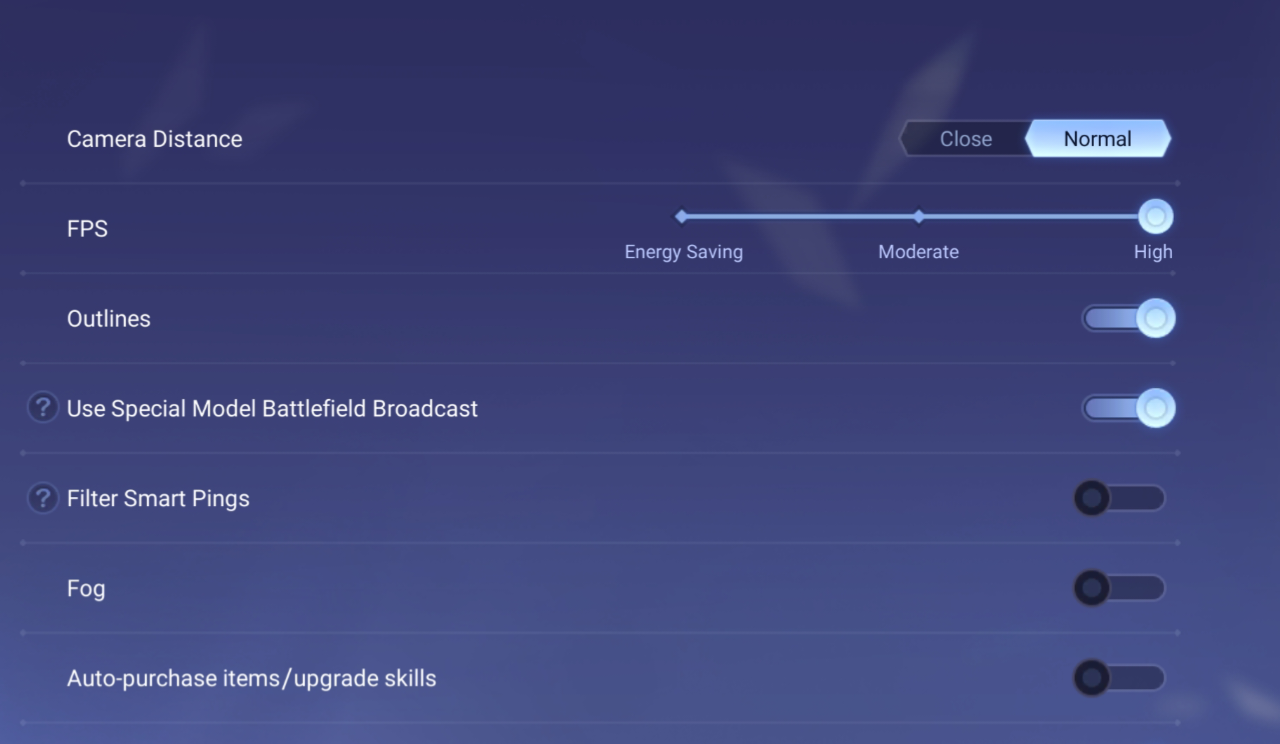 Camera Distance
Close
Normal
FPS
Energy Saving
Moderate
High
Outlines
? Use Special Model Battlefield Broadcast
? Filter Smart Pings
Fog
Auto-purchase items/upgrade skills